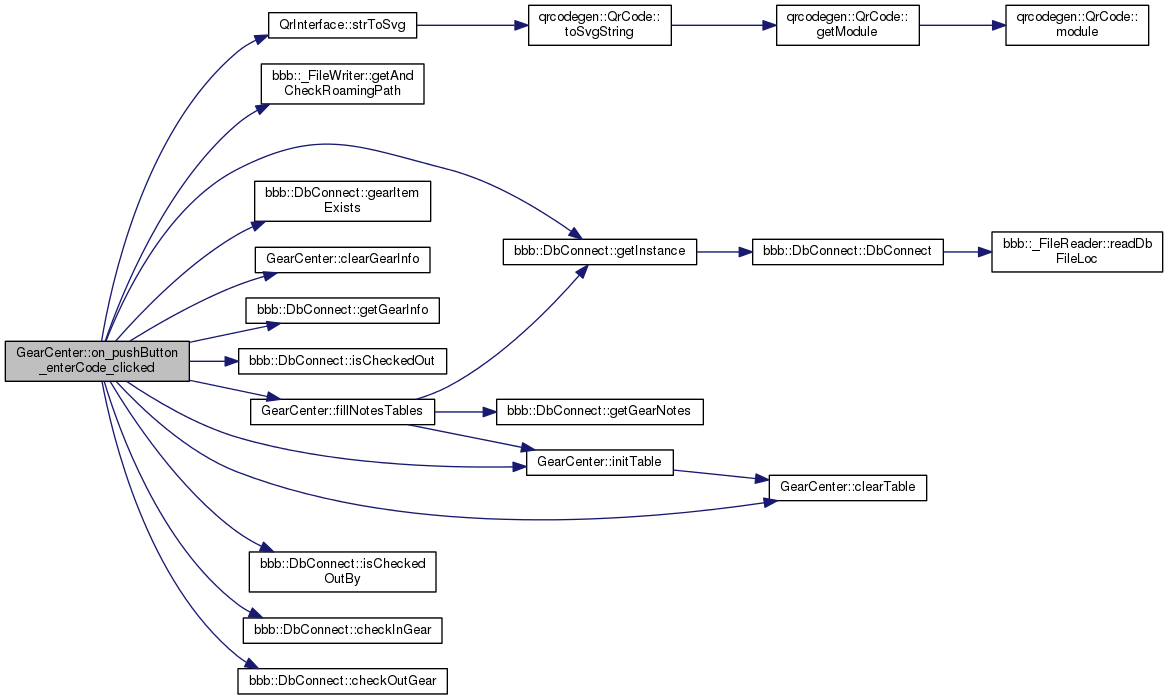 QrInterface::strToSvg
qrcodegen::QrCode::
toSvgString
qrcodegen::QrCode::
getModule
qrcodegen::QrCode::
module
bbb::_FileWriter::getAnd
CheckRoamingPath
bbb::DbConnect::gearItem
Exists
bbb::DbConnect::getInstance
bbb::DbConnect::DbConnect
bbb::_FileReader::readDb
FileLoc
GearCenter::clearGearInfo
bbb::DbConnect::getGearInfo
GearCenter::on_pushButton
_enterCode_clicked
bbb::DbConnect::isCheckedOut
GearCenter::fillNotesTables
bbb::DbConnect::getGearNotes
GearCenter::initTable
GearCenter::clearTable
bbb::DbConnect::isChecked
OutBy
bbb::DbConnect::checkInGear
bbb::DbConnect::checkOutGear